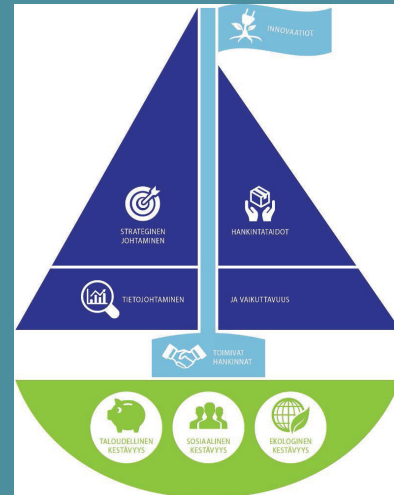 INNOVAATIOT
STRATEGINEN
JOHTAMINEN
HANKINTATAIDOT
TIETOJOHTAMINEN
JA VAIKUTTAVUUS
TOIMIVAT
HANKINNAT
TALOUDELLINEN
KESTÄVYYS
SOSIAALINEN
KESTÄVYYS
EKOLOGINEN
KESTÄVYYS